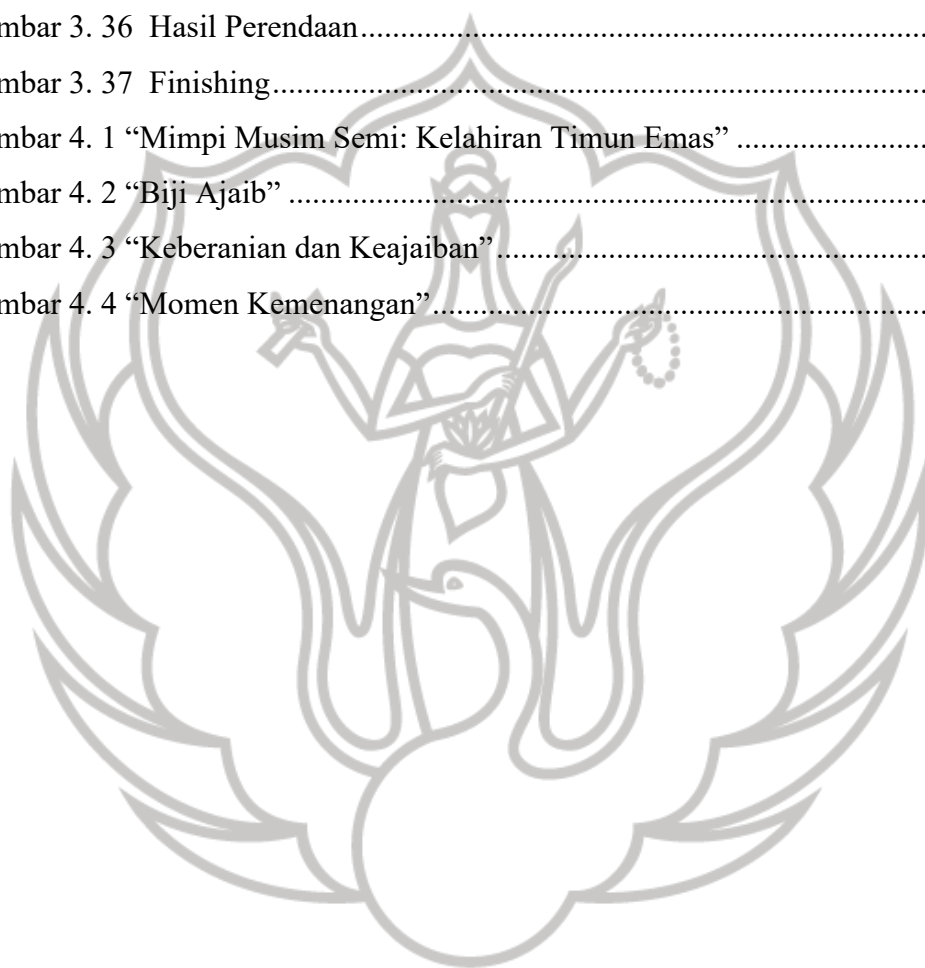 mbar 3. 36 Hasil Perendaan..........................................................................
mbar 3. 37 Finishing......................................................................................
mbar 4. 1 “Mimpi Musim Semi: Kelahiran Timun Emas” .........................
mbar 4. 2 “Biji Ajaib” ..................................................................................
mbar 4. 3 “Keberanian dan Keajaiban”........................................................
mbar 4. 4 “Momen Kemenangan”................................................................